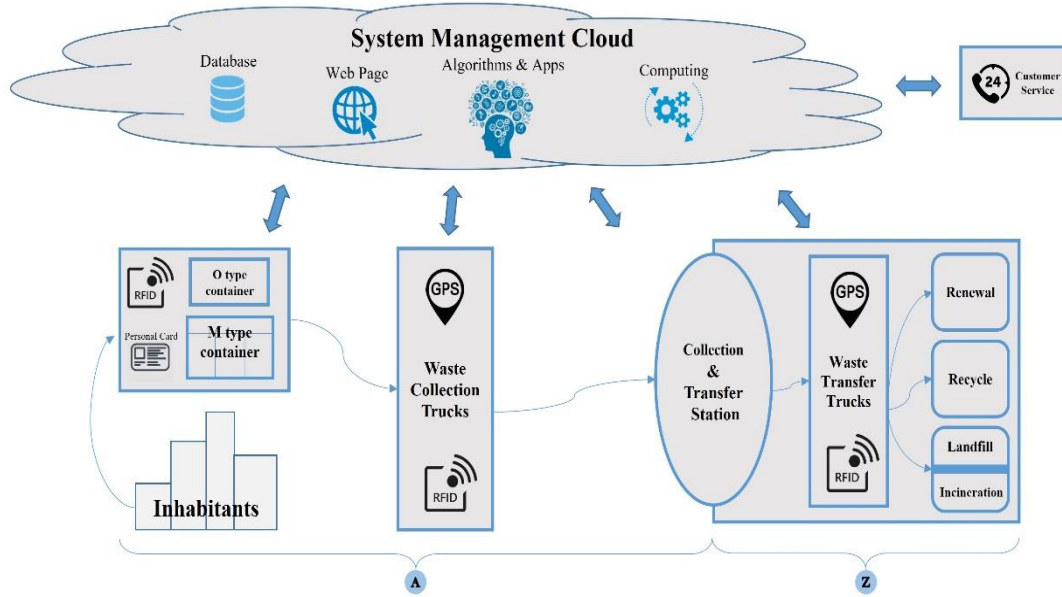 System Management Cloud
Database
Web Page
Algorithms & Apps
Computing
24
Customer
Service
RFID
O type
container
Personal Card
M type
container
Inhabitants
GPS
Waste
Collection
Trucks
RFID
Collection
&
Transfer
Station
GPS
Waste
Transfer
Trucks
RFID
Renewal
Recycle
Landfill
Incineration
A
Z